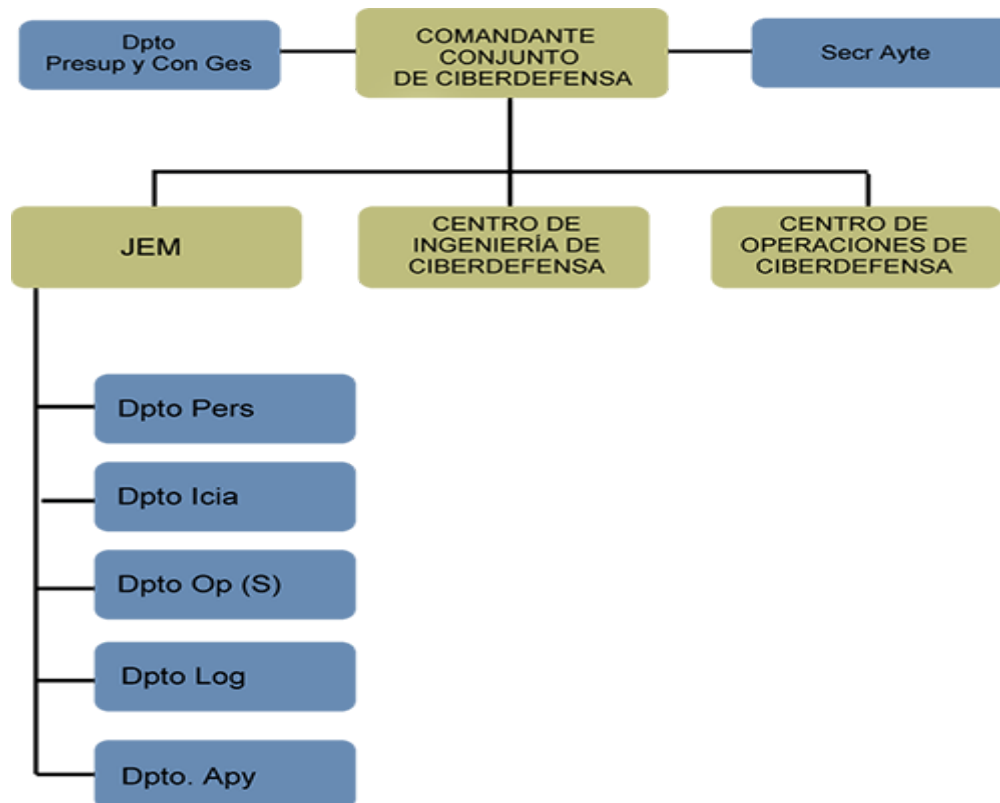 Dpto
Presup y Con Ges
COMANDANTE
CONJUNTO
DE CIBERDEFENSA
Secr Ayte
JEM
CENTRO DE
INGENIERÍA DE
CIBERDEFENSA
CENTRO DE
OPERACIONES DE
CIBERDEFENSA
Dpto Pers
Dpto Icia
Dpto Op (S)
Dpto Log
Dpto. Apy